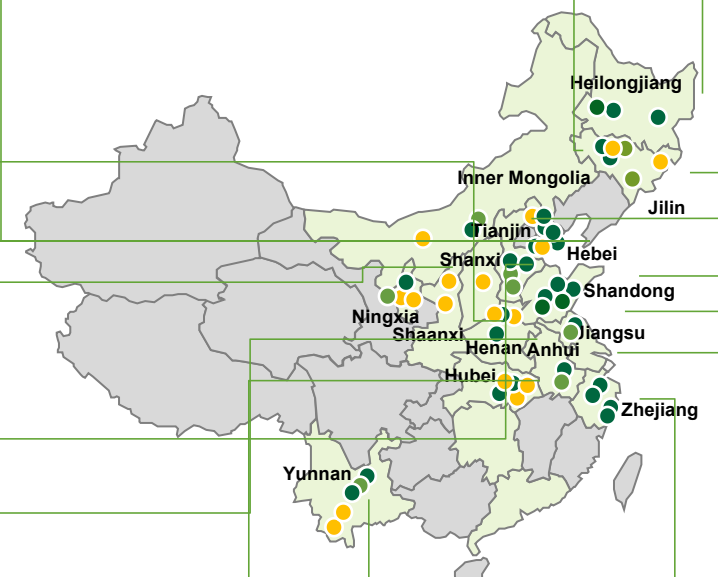 Heilongjiang
Inner Mongolia
Jilin
Tianjin
Hebei
Shanxi
Shandong
Ningxia
Shaanxi
Jiangsu
Henan
Anhui
Hubei
Zhejiang
Yunnan